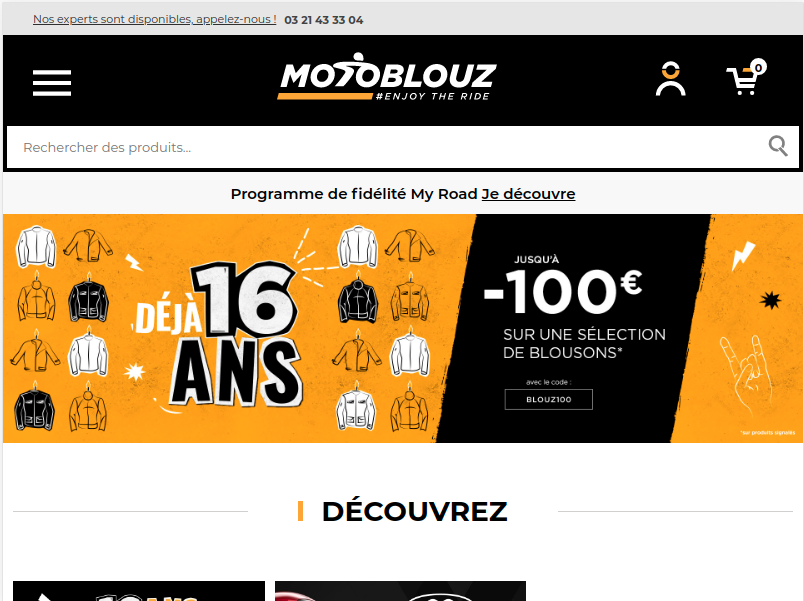 Nos experts sont disponibles, appelez-nous ! 03 21 43 33 04
MOTOBLOUZ
#ENJOY THE RIDE
0
Rechercher des produits...
Programme de fidélité My Road Je découvre
DÉJÀ 16
ANS
JUSQU'À
-100€
SUR UNE SÉLECTION
DE BLOUSONS*
avec le code :
BLOUZ100
*sur produits signalés
DÉCOUVREZ